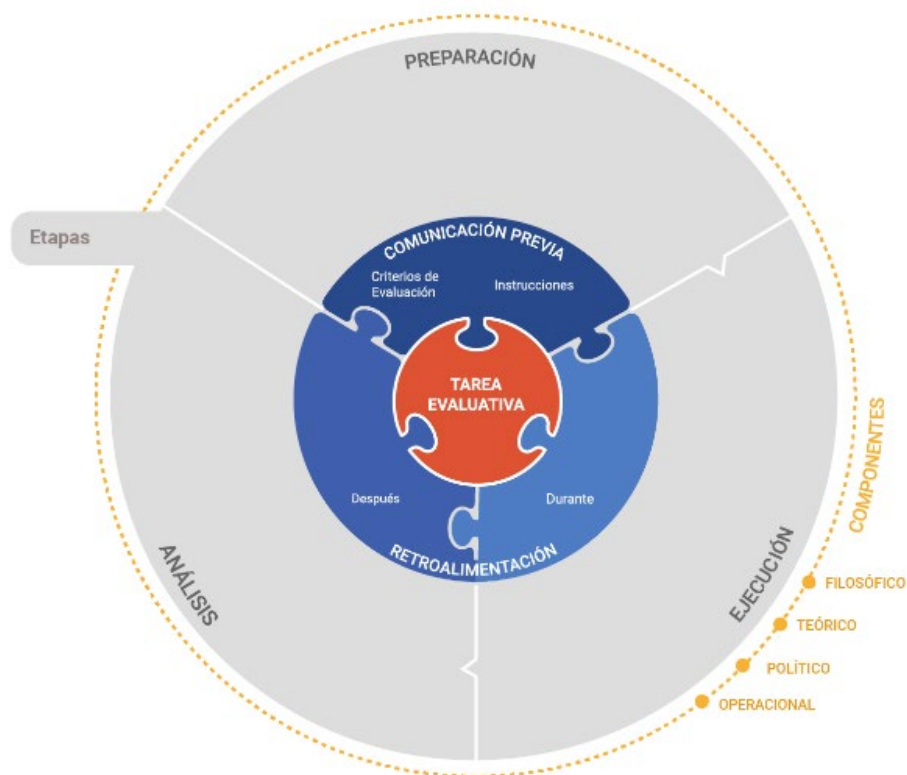 PREPARACIÓN
Etapas
COMUNICACIÓN PREVIA
Criterios de
Evaluación
Instrucciones
TAREA
EVALUATIVA
Después
Durante
RETROALIMENTACIÓN
ANÁLISIS
EJECUCIÓN
COMPONENTES
FILOSÓFICO
TEÓRICO
POLÍTICO
OPERACIONAL